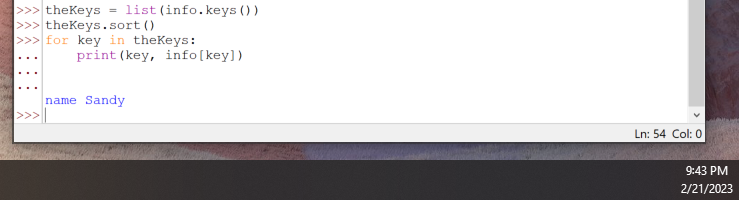 >>> theKeys = list(info.keys())
>>> theKeys.sort()
>>> for key in theKeys:
...     print(key, info[key])
...
...
name Sandy
>>>
Ln: 54 Col: 0
9:43 PM
2/21/2023